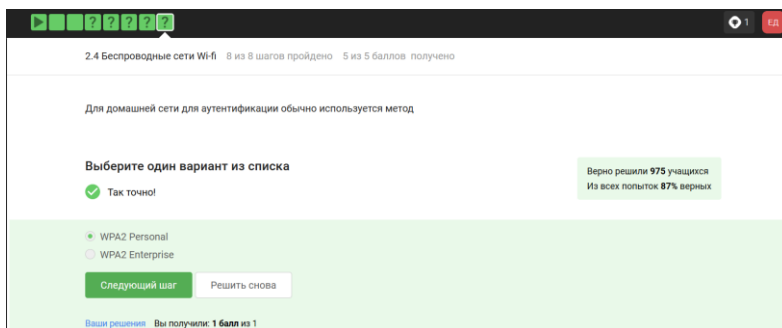 ? ? ? ? ?
1
ЕД
2.4 Беспроводные сети Wi-fi 8 из 8 шагов пройдено 5 из 5 баллов получено
Для домашней сети для аутентификации обычно используется метод
Выберите один вариант из списка
Так точно!
Верно решили 975 учащихся
Из всех попыток 87% верных
WPA2 Personal
WPA2 Enterprise
Следующий шаг
Решить снова
Ваши решения Вы получили: 1 балл из 1